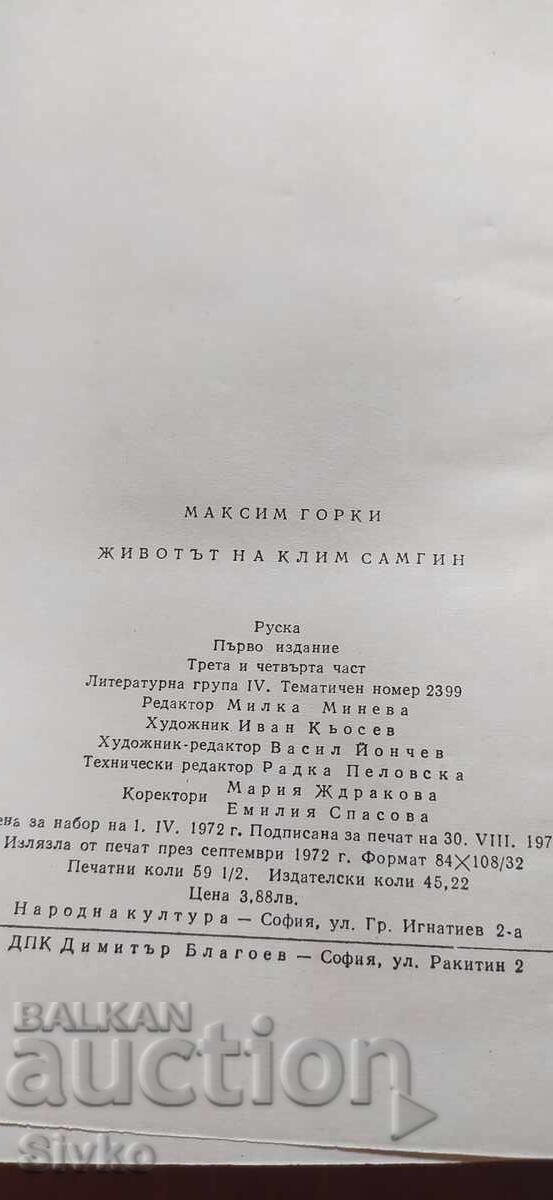 МАКСИМ ГОРКИ
ЖИВОТЪТ НА КЛИМ САМГИН
Руска
Първо издание
Трета и четвърта част
Литературна група IV. Тематичен номер 2399
Редактор Милка Минева
Художник Иван Кьосев
Художник-редактор Васил Йончев
Технически редактор Радка Пеловска
Коректори Мария Ждракова
Емилия Спасова
за набор на 1. IV. 1972 г. Подписана за печат на 30. VIII. 197
Излязла от печат през септември 1972 г. Формат 84×108/32
Печатни коли 59 1/2. Издателски коли 45,22
Цена 3,88лв.
Народна култура — София, ул. Гр. Игнатиев 2-а
ДПК Димитър Благоев — София, ул. Ракитин 2
BALKAN
auction
Sivko